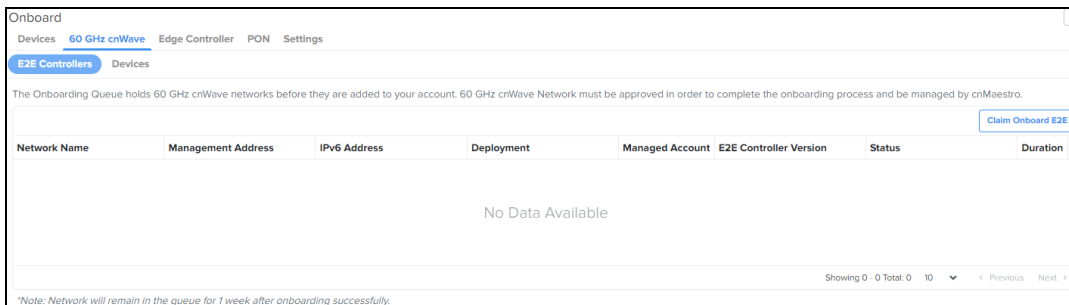 Onboard
Devices 60 GHz cnWave Edge Controller PON Settings
E2E Controllers Devices
The Onboarding Queue holds 60 GHz cnWave networks before they are added to your account. 60 GHz cnWave Network must be approved in order to complete the onboarding process and be managed by cnMaestro.
Claim Onboard E2E
Network Name Management Address IPv6 Address Deployment Managed Account E2E Controller Version Status Duration
No Data Available
Showing 0 - 0 Total: 0 10 < Previous Next >
*Note: Network will remain in the queue for 1 week after onboarding successfully.